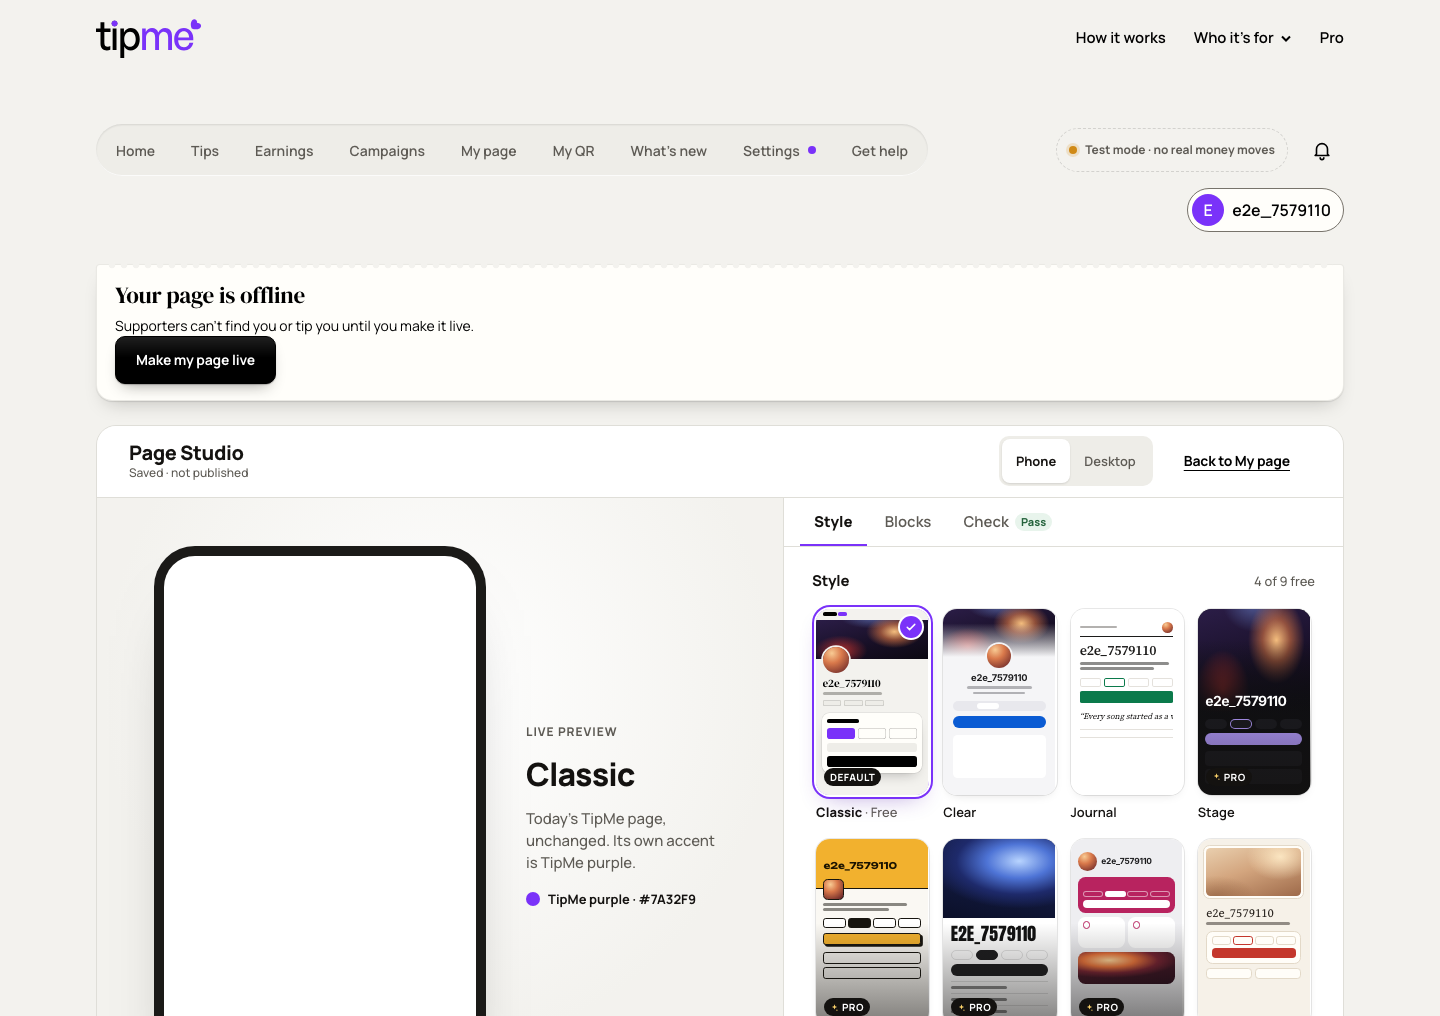 tipme
How it works Who it's for Pro
Home Tips Earnings Campaigns My page My QR What's new Settings Get help
Test mode · no real money moves
E e2e_7579110
Your page is offline
Supporters can't find you or tip you until you make it live.
Make my page live
Page Studio
Saved · not published
Phone Desktop
Back to My page
Style Blocks Check Pass
Style
4 of 9 free
LIVE PREVIEW
Classic
Today's TipMe page,
unchanged. Its own accent
is TipMe purple.
TipMe purple · #7A32F9
e2e_7579110
DEFAULT
Classic · Free
e2e_7579110
Clear
e2e_7579110
"Every song started as a
Journal
e2e_7579110
PRO
Stage
e2e_7579110
PRO
E2E_7579110
PRO
e2e_7579110
PRO
e2e_7579110